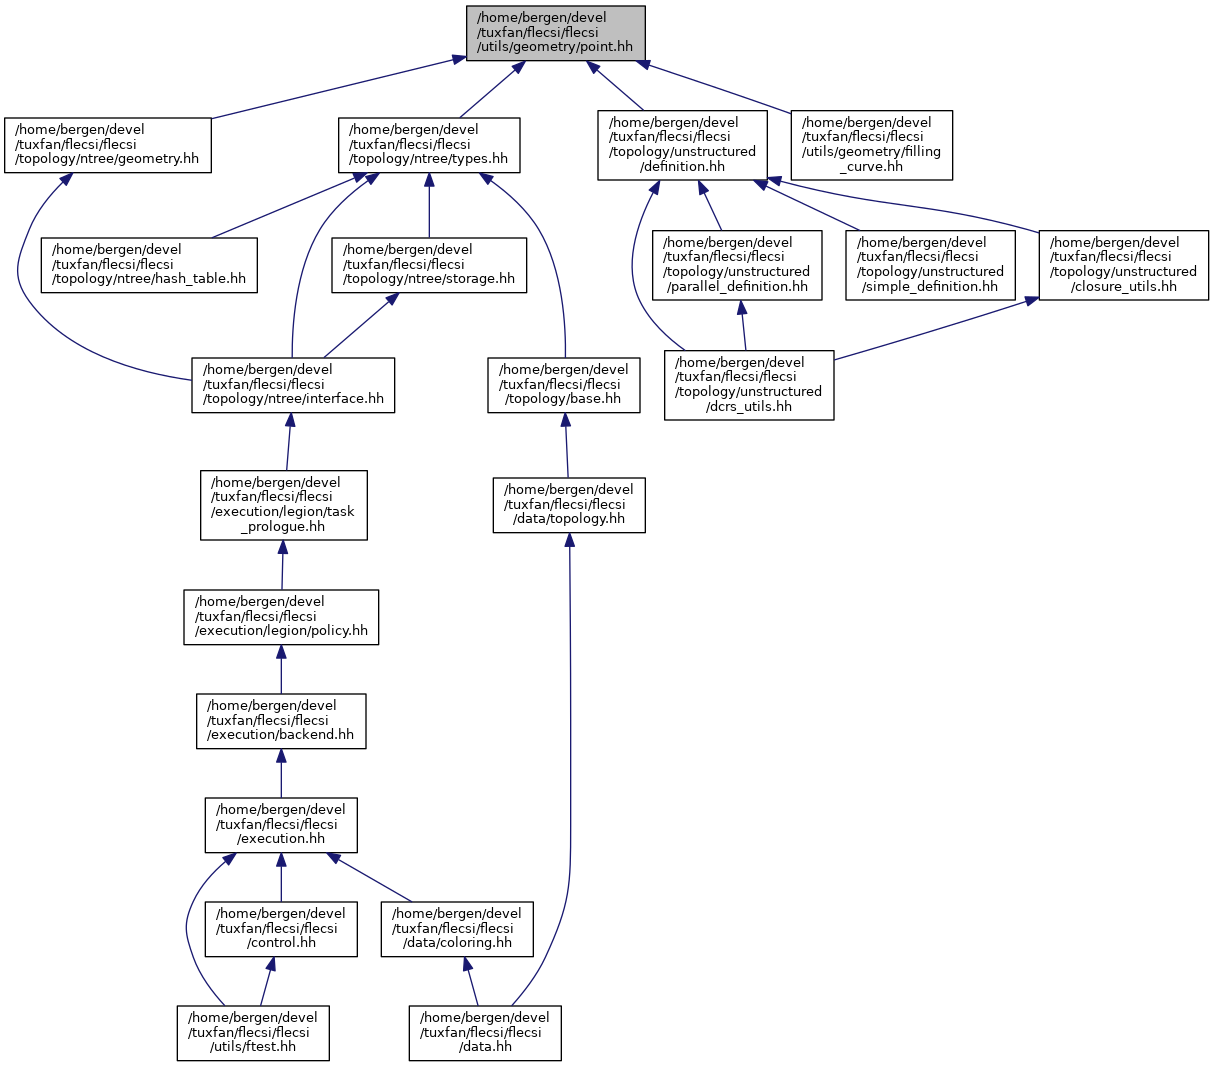 /home/bergen/devel
/tuxfan/flecsi/flecsi
/utils/geometry/point.hh
/home/bergen/devel
/tuxfan/flecsi/flecsi
/topology/ntree/geometry.hh
/home/bergen/devel
/tuxfan/flecsi/flecsi
/topology/ntree/types.hh
/home/bergen/devel
/tuxfan/flecsi/flecsi
/topology/unstructured
/definition.hh
/home/bergen/devel
/tuxfan/flecsi/flecsi
/utils/geometry/filling
_curve.hh
/home/bergen/devel
/tuxfan/flecsi/flecsi
/topology/ntree/hash_table.hh
/home/bergen/devel
/tuxfan/flecsi/flecsi
/topology/ntree/storage.hh
/home/bergen/devel
/tuxfan/flecsi/flecsi
/topology/unstructured
/parallel_definition.hh
/home/bergen/devel
/tuxfan/flecsi/flecsi
/topology/unstructured
/simple_definition.hh
/home/bergen/devel
/tuxfan/flecsi/flecsi
/topology/unstructured
/closure_utils.hh
/home/bergen/devel
/tuxfan/flecsi/flecsi
/topology/ntree/interface.hh
/home/bergen/devel
/tuxfan/flecsi/flecsi
/topology/base.hh
/home/bergen/devel
/tuxfan/flecsi/flecsi
/topology/unstructured
/dcrs_utils.hh
/home/bergen/devel
/tuxfan/flecsi/flecsi
/execution/legion/task
_prologue.hh
/home/bergen/devel
/tuxfan/flecsi/flecsi
/data/topology.hh
/home/bergen/devel
/tuxfan/flecsi/flecsi
/execution/legion/policy.hh
/home/bergen/devel
/tuxfan/flecsi/flecsi
/execution/backend.hh
/home/bergen/devel
/tuxfan/flecsi/flecsi
/execution.hh
/home/bergen/devel
/tuxfan/flecsi/flecsi
/control.hh
/home/bergen/devel
/tuxfan/flecsi/flecsi
/data/coloring.hh
/home/bergen/devel
/tuxfan/flecsi/flecsi
/utils/ftest.hh
/home/bergen/devel
/tuxfan/flecsi/flecsi
/data.hh